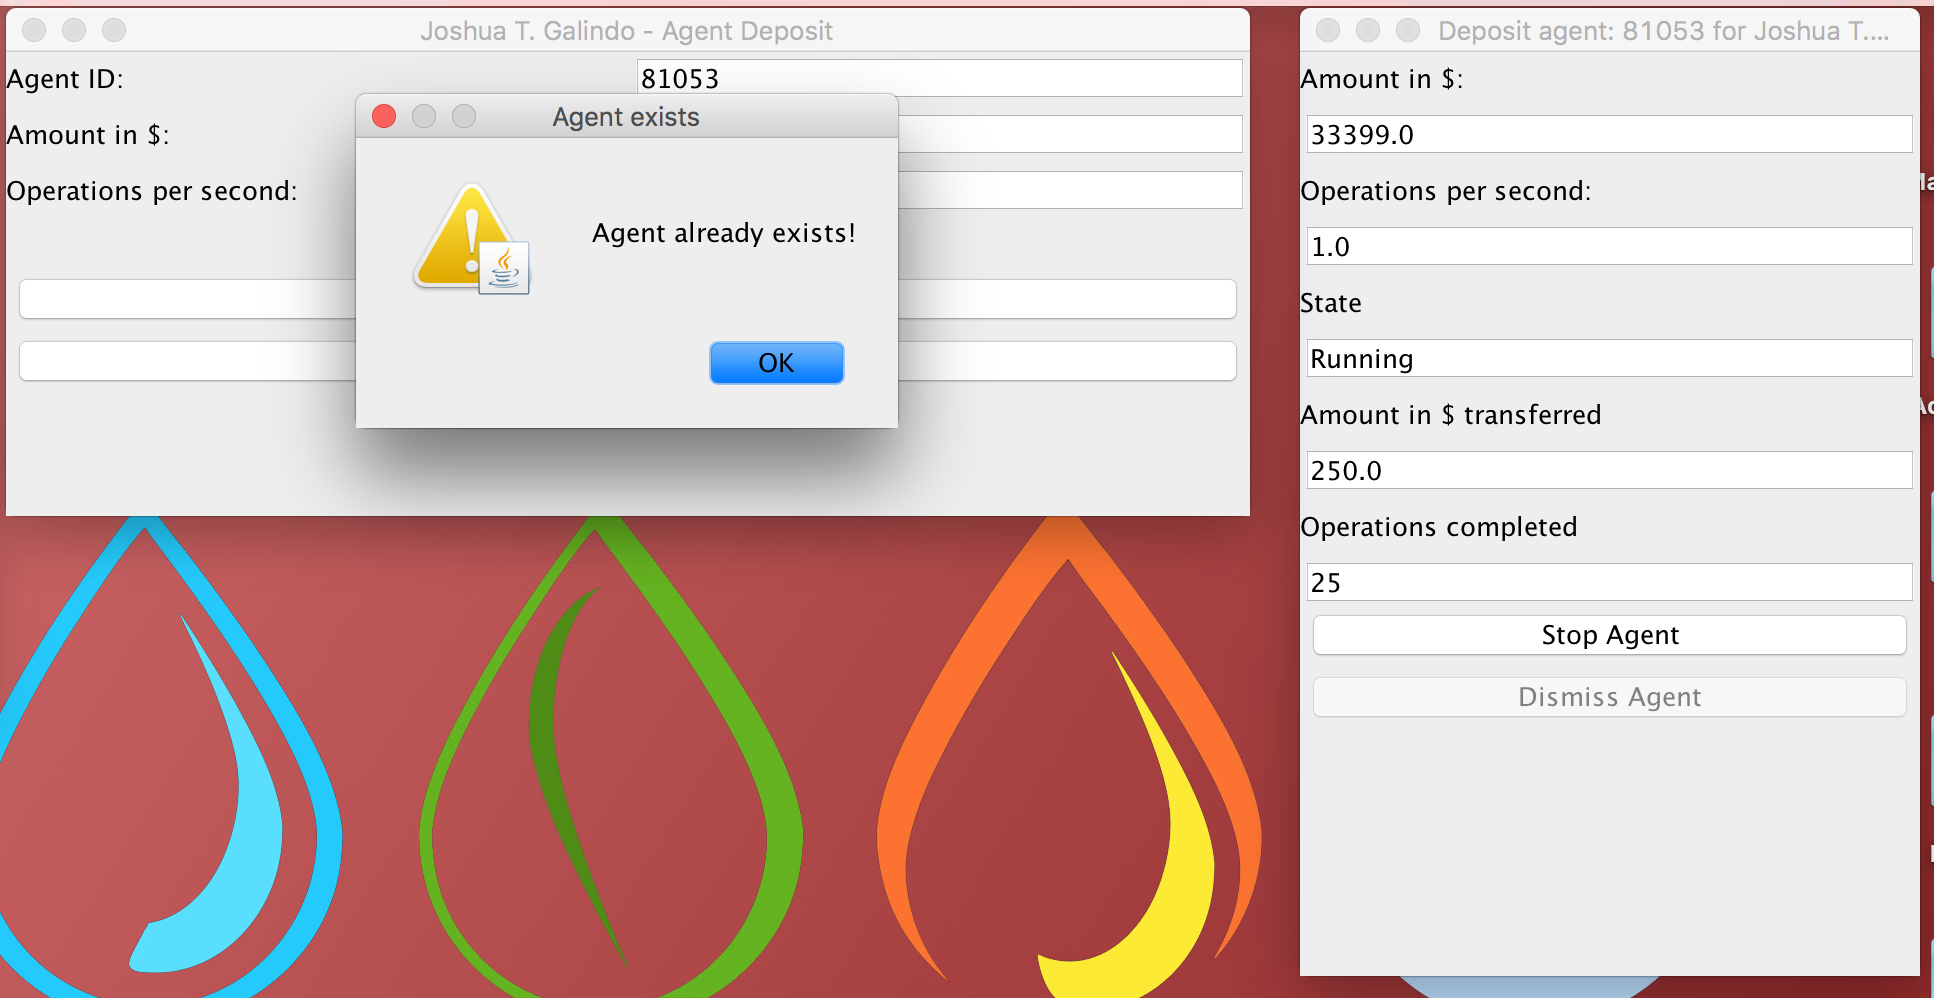 Joshua T. Galindo - Agent Deposit
Agent ID:
81053
Amount in $:
Operations per second:
Agent exists
Agent already exists!
OK
Deposit agent: 81053 for Joshua T....
Amount in $:
33399.0
Operations per second:
1.0
State
Running
Amount in $ transferred
250.0
Operations completed
25
Stop Agent
Dismiss Agent